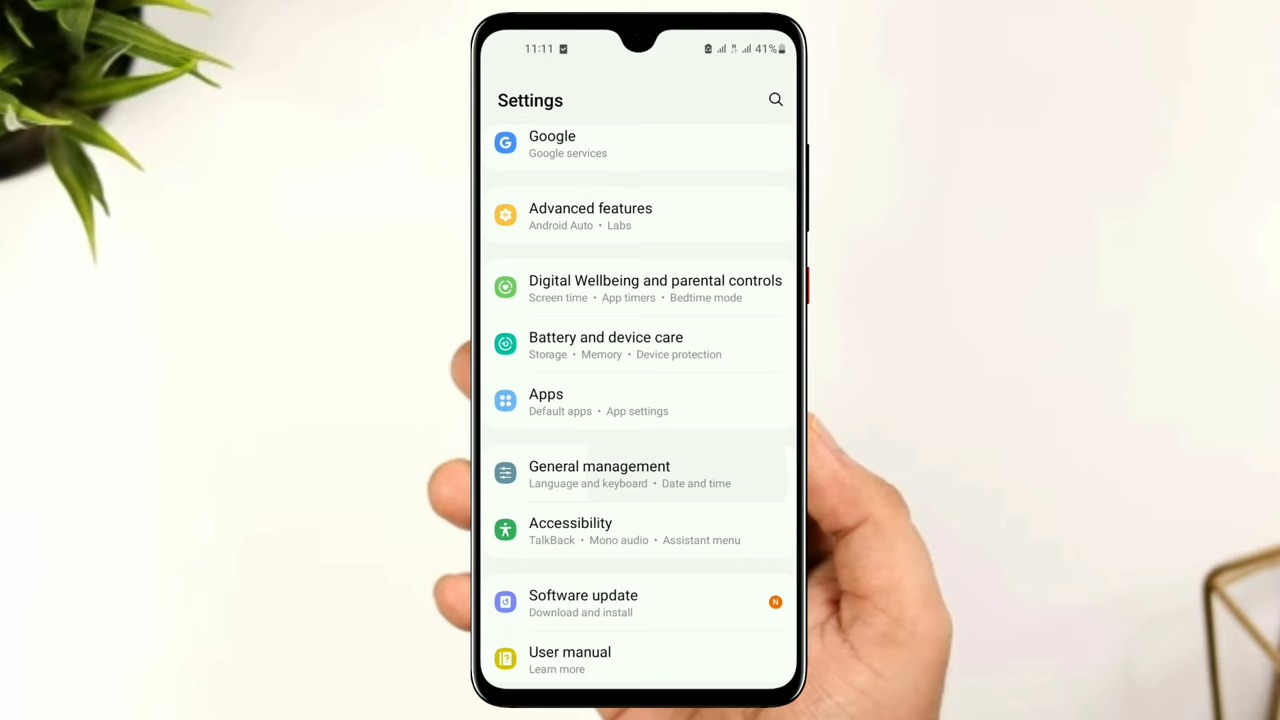 11:11 41%
Settings
Google
Google services
Advanced features
Android Auto • Labs
Digital Wellbeing and parental controls
Screen time • App timers • Bedtime mode
Battery and device care
Storage • Memory • Device protection
Apps
Default apps • App settings
General management
Language and keyboard • Date and time
Accessibility
TalkBack • Mono audio • Assistant menu
Software update
N
Download and install
User manual
Learn more